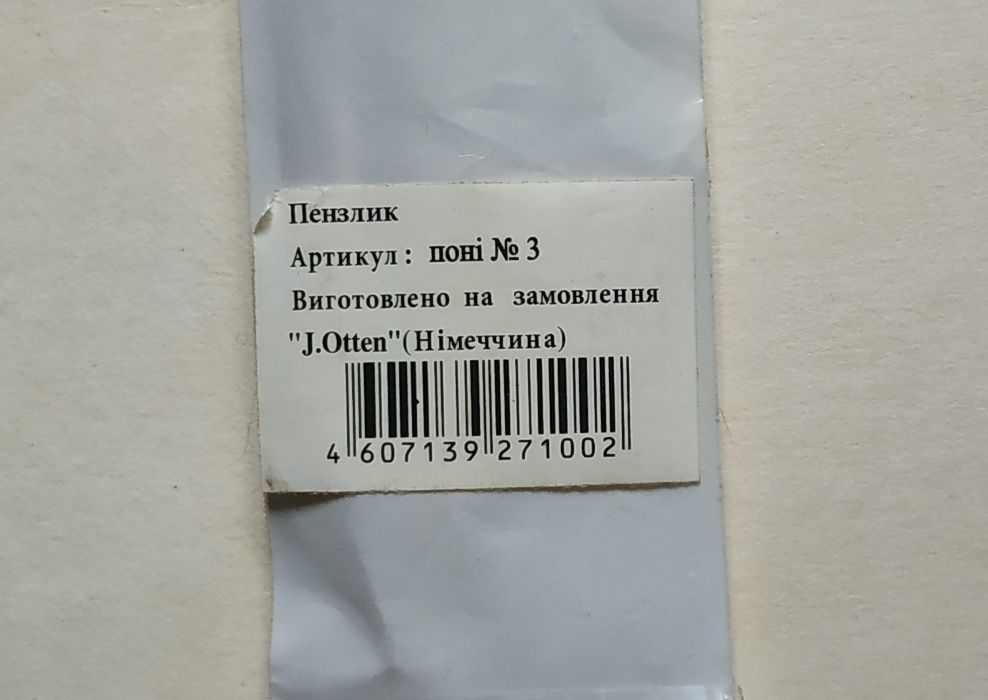 Пензлик
Артикул : поні № 3
Виготовлено на замовлення
"J.Otten"(Німеччина)
4 607139 271002